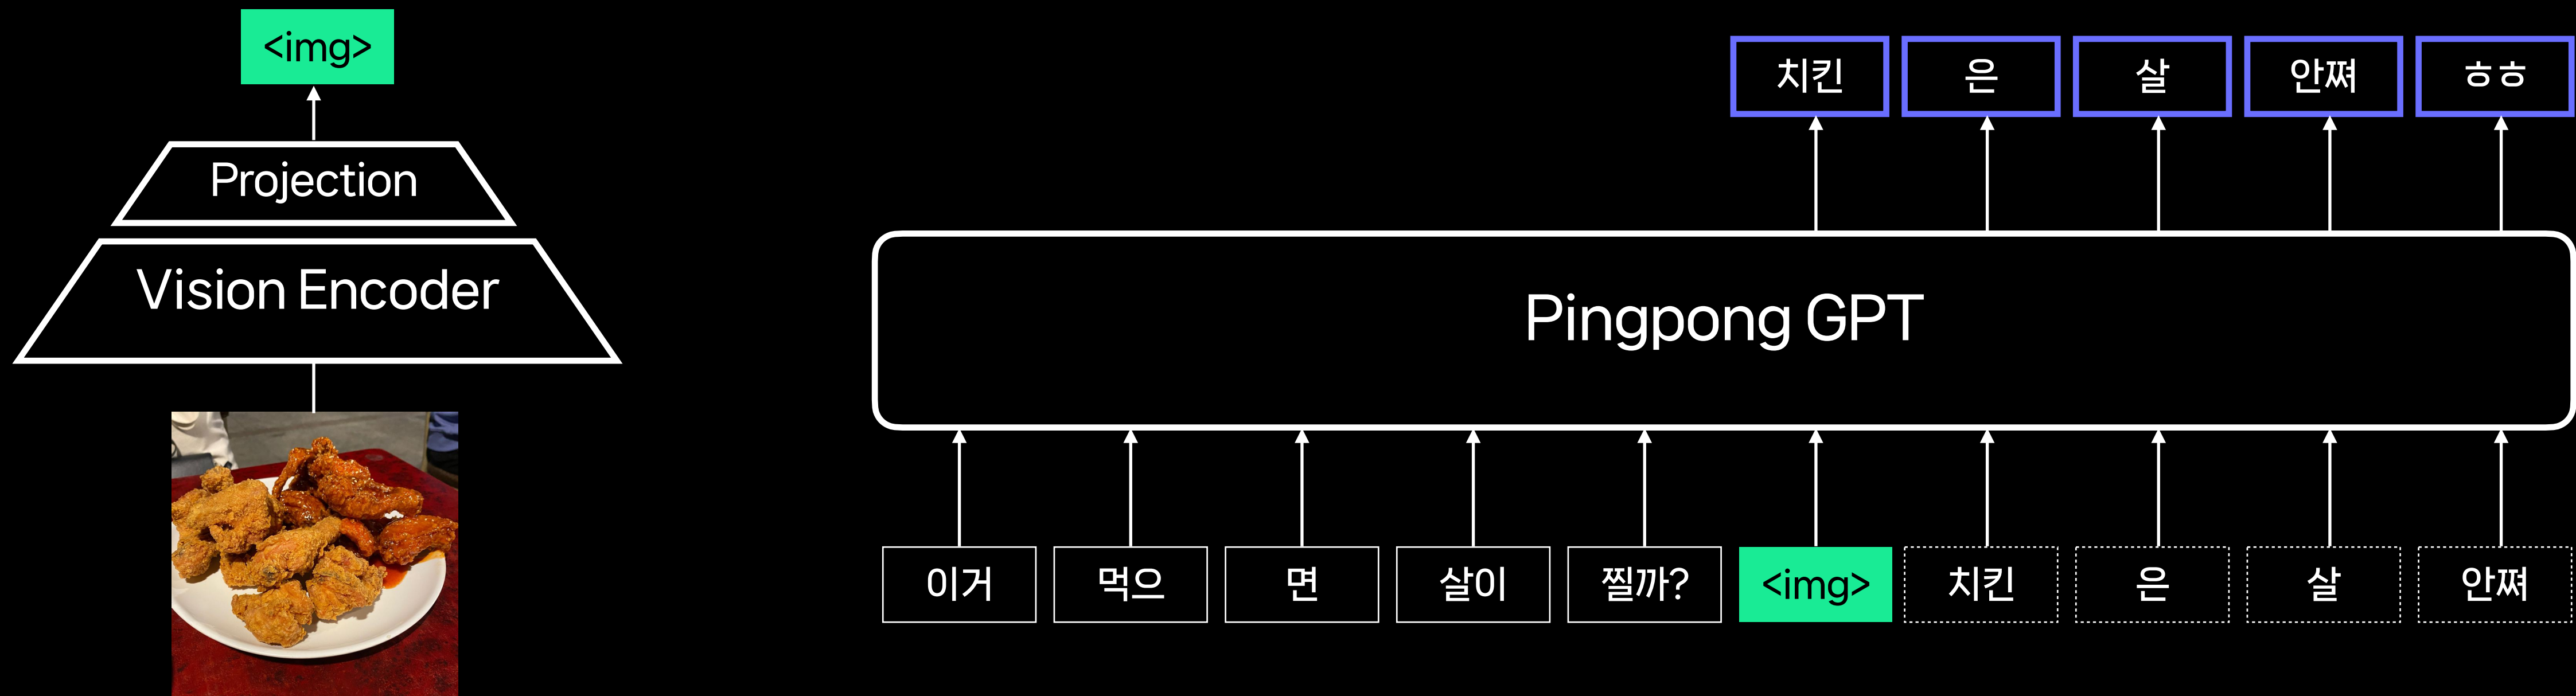 <img>
Projection
Vision Encoder
치킨 은 살 안쪄 ㅎㅎ
Pingpong GPT
이거 먹으 면 살이 찔까? <img> 치킨 은 살 안쪄